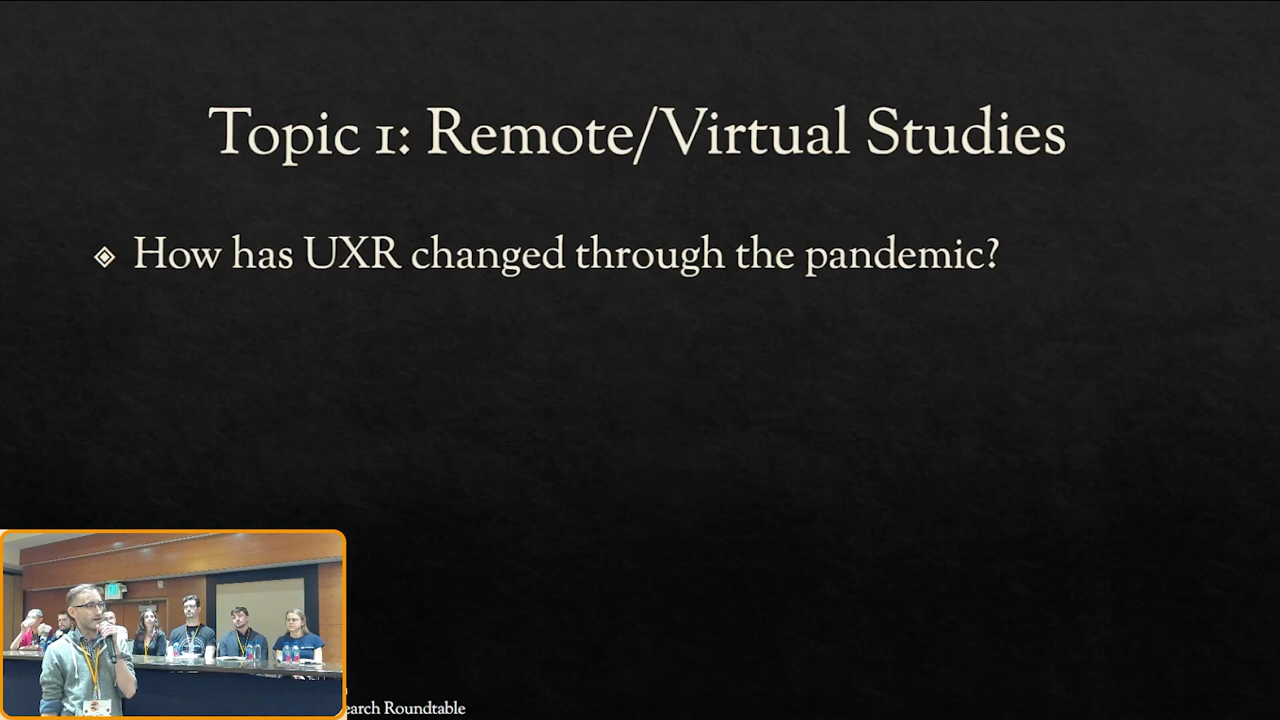 Topic 1: Remote/Virtual Studies
How has UXR changed through the pandemic?
earch Roundtable